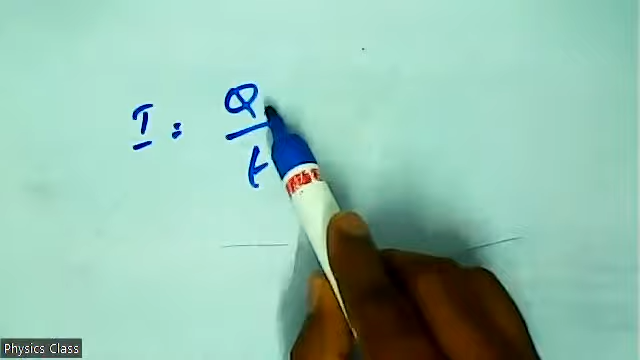 I = Q/t
Physics Class